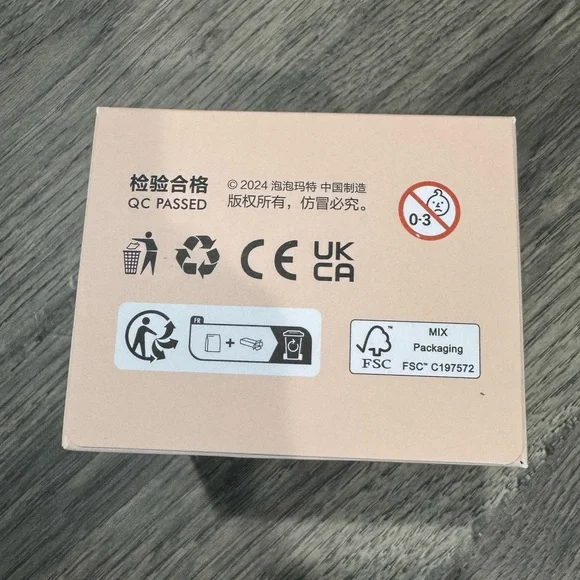 检验合格
QC PASSED
© 2024 泡泡玛特 中国制造
版权所有，仿冒必究。
0-3
CE
UK
CA
FR
+
FSC™
MIX
Packaging
FSC™ C197572